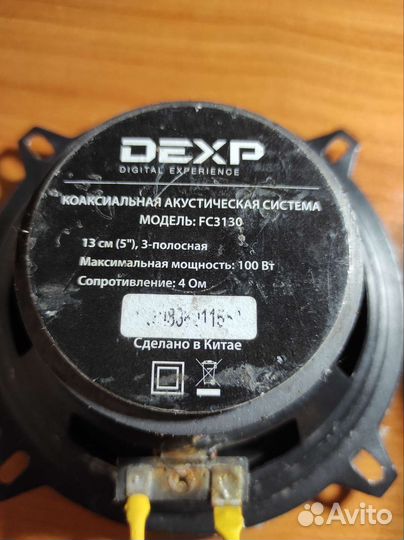 DEXP
DIGITAL EXPERIENCE
КОАКСИАЛЬНАЯ АКУСТИЧЕСКАЯ СИСТЕМА
МОДЕЛЬ: FC3130
13 см (5"), 3-полосная
Максимальная мощность: 100 Вт
Сопротивление: 4 Ом
Сделано в Китае
Avito